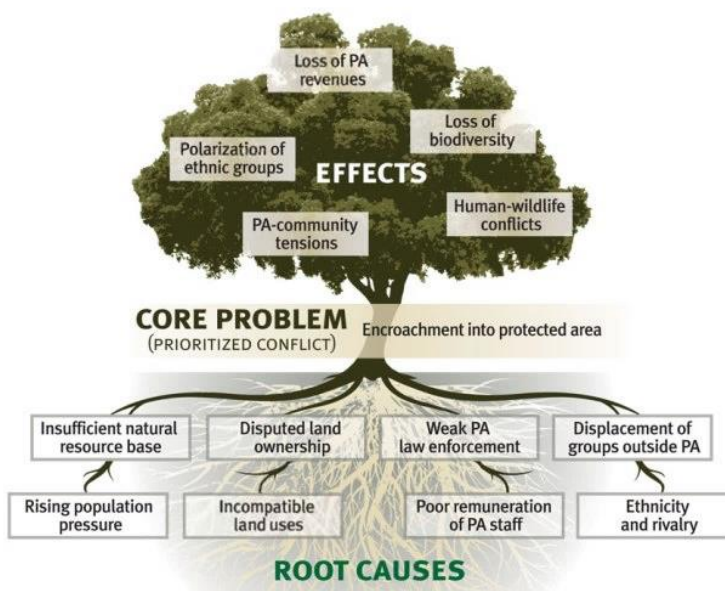 Loss of PA
revenues
Loss of
biodiversity
Polarization of
ethnic groups
EFFECTS
Human-wildlife
conflicts
PA-community
tensions
CORE PROBLEM
(PRIORITIZED CONFLICT)
Encroachment into protected area
Insufficient natural
resource base
Disputed land
ownership
Weak PA
law enforcement
Displacement of
groups outside PA
Rising population
pressure
Incompatible
land uses
Poor remuneration
of PA staff
Ethnicity
and rivalry
ROOT CAUSES